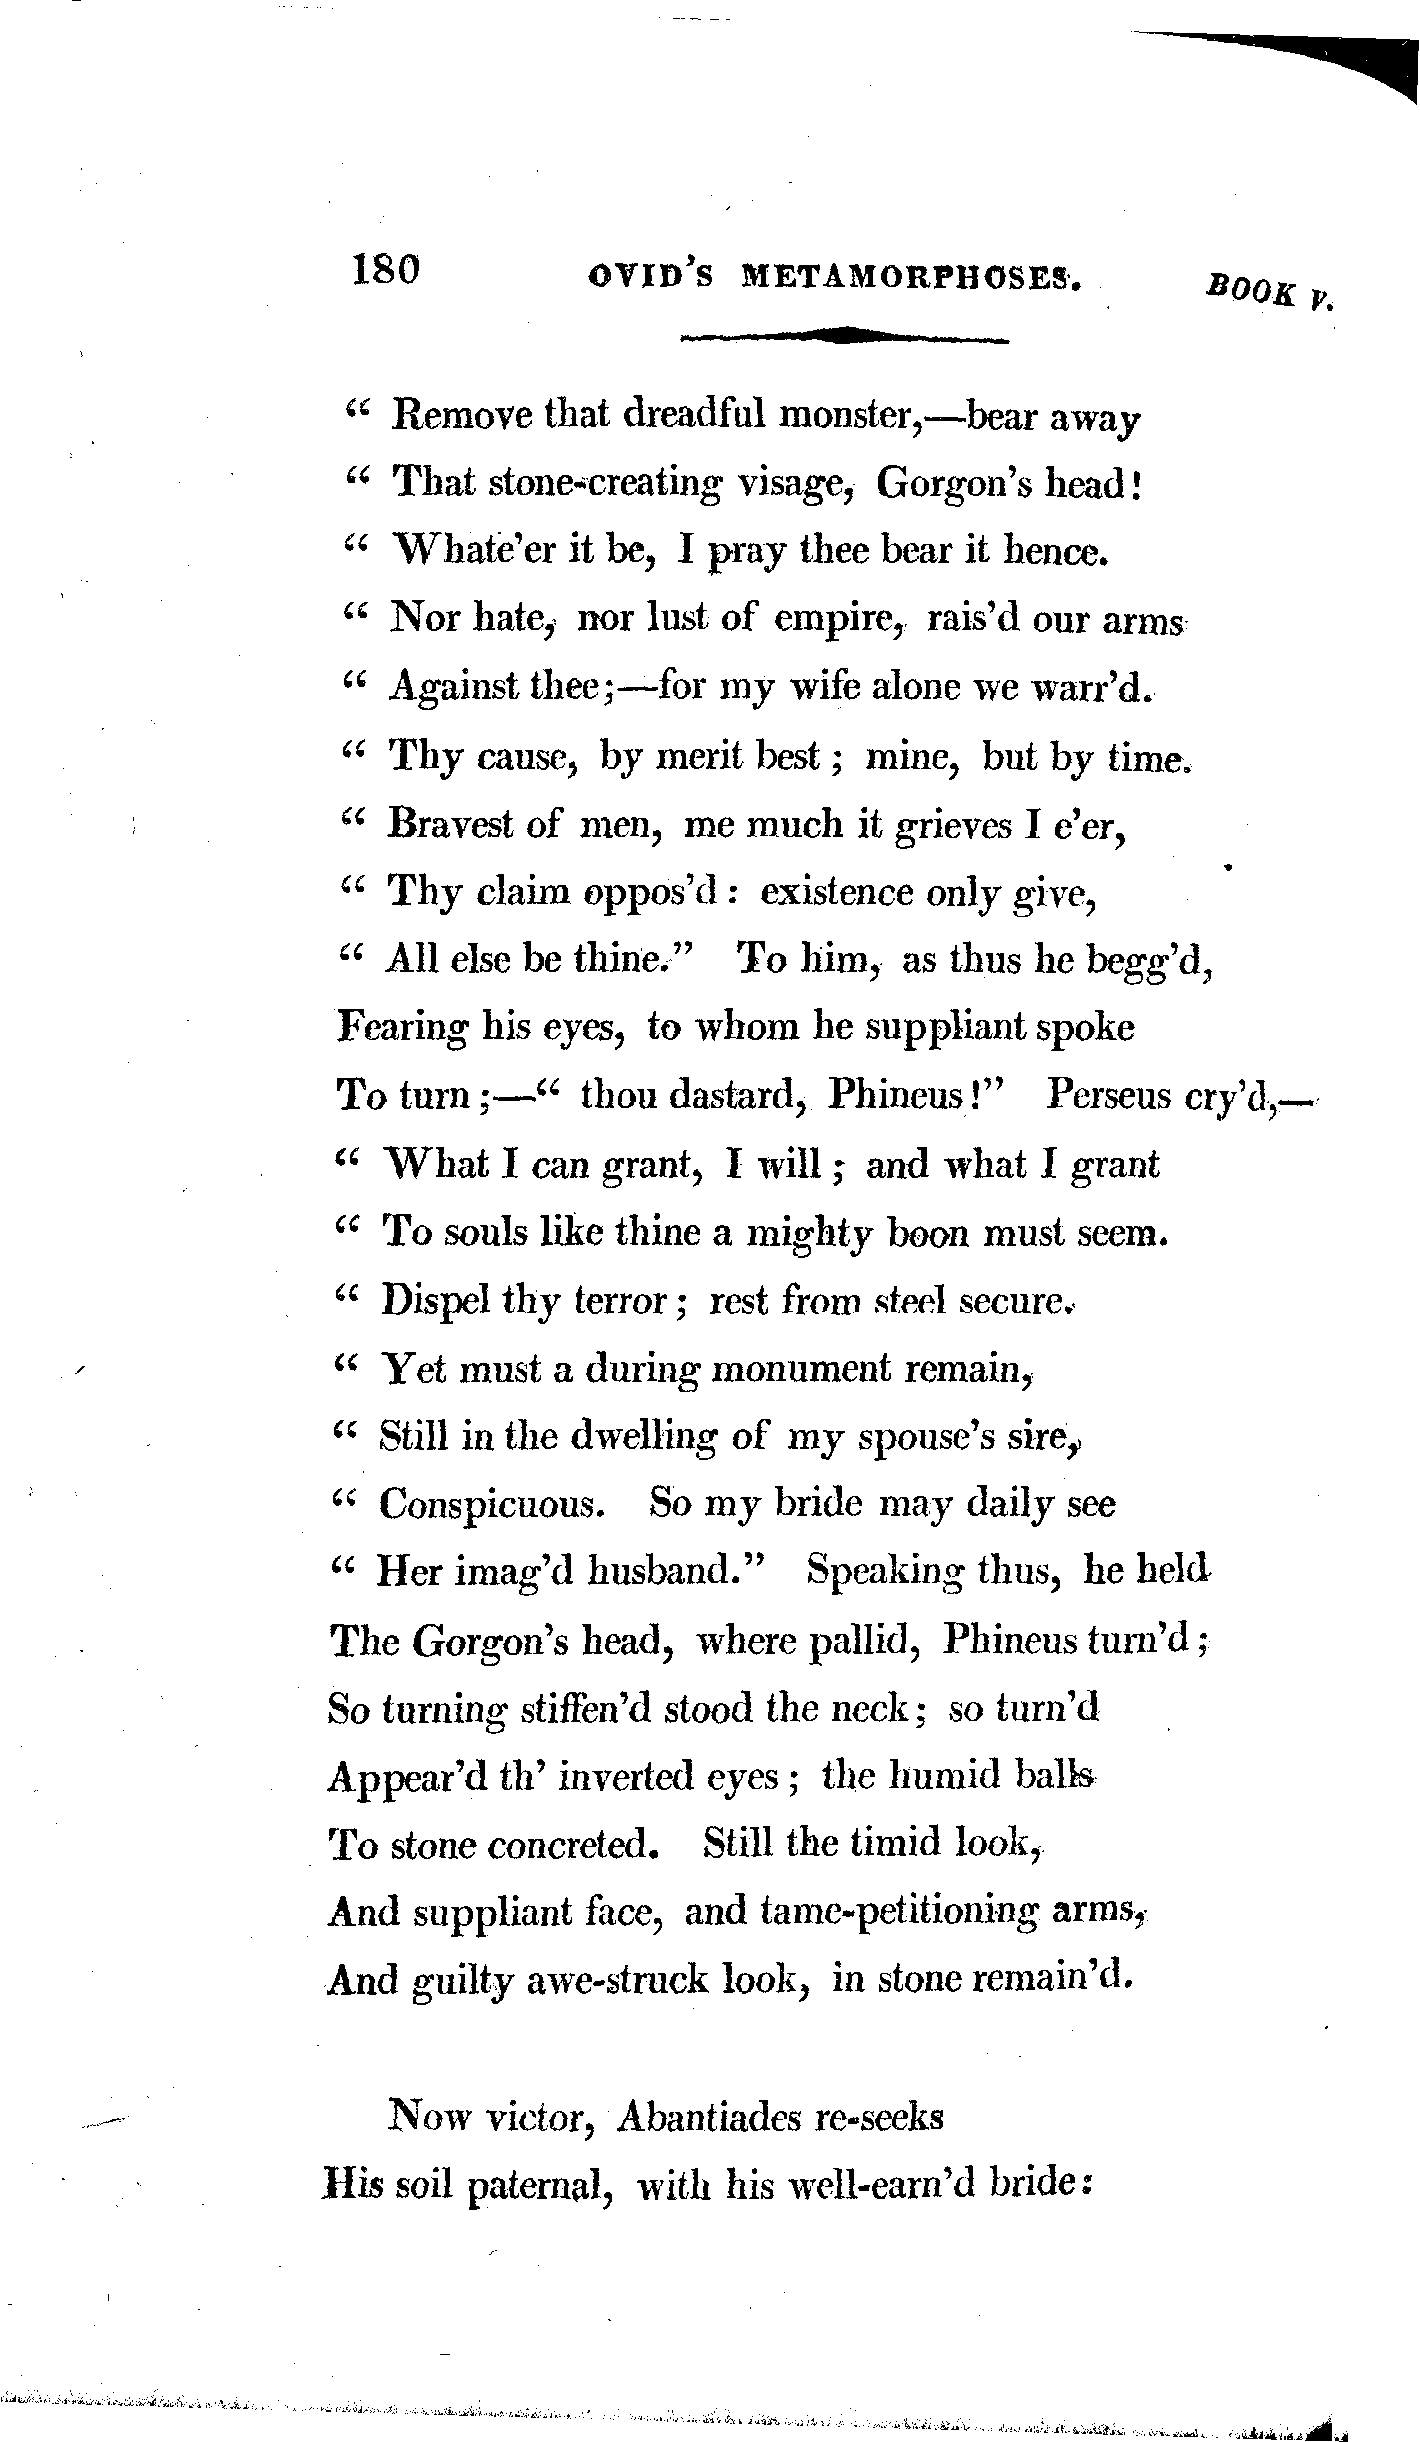 180 OVID'S METAMORPHOSES. BOOK V.
" Remove that dreadful monster,—bear away
" That stone-creating visage, Gorgon's head!
" Whate'er it be, I pray thee bear it hence.
" Nor hate, nor lust of empire, rais'd our arms
" Against thee;—for my wife alone we warr'd.
" Thy cause, by merit best; mine, but by time.
" Bravest of men, me much it grieves I e'er,
" Thy claim oppos'd: existence only give,
" All else be thine." To him, as thus he begg'd,
Fearing his eyes, to whom he suppliant spoke
To turn;—" thou dastard, Phineus!" Perseus cry'd,—
" What I can grant, I will; and what I grant
" To souls like thine a mighty boon must seem.
" Dispel thy terror; rest from steel secure.
" Yet must a during monument remain,
" Still in the dwelling of my spouse's sire,
" Conspicuous. So my bride may daily see
" Her imag'd husband." Speaking thus, he held
The Gorgon's head, where pallid, Phineus turn'd;
So turning stiffen'd stood the neck; so turn'd
Appear'd th' inverted eyes; the humid balls
To stone concreted. Still the timid look,
And suppliant face, and tame-petitioning arms,
And guilty awe-struck look, in stone remain'd.
Now victor, Abantiades re-seeks
His soil paternal, with his well-earn'd bride: